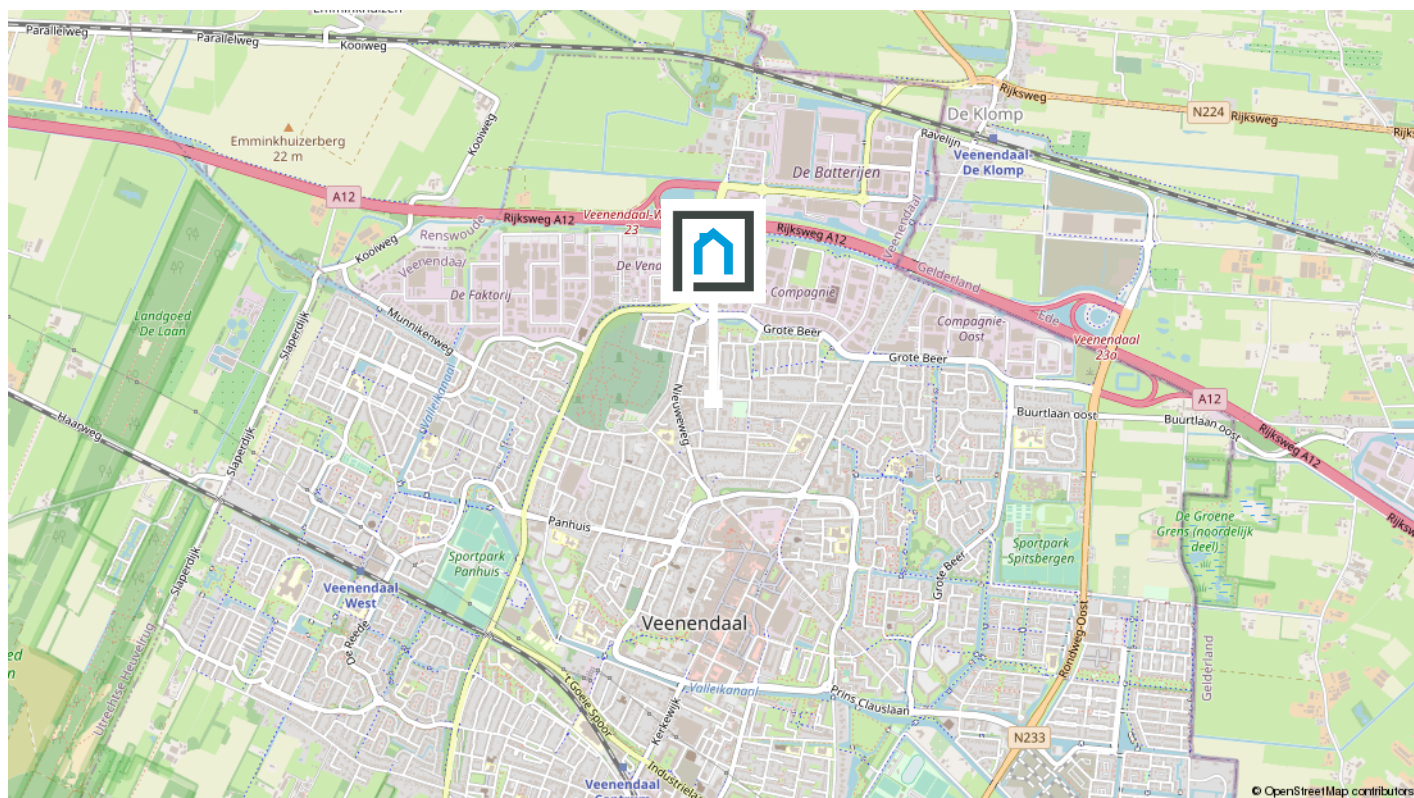 Parallelweg
Parallelweg
Kooiweg
Kooiweg
Kooiweg
Emminkhuizerberg
22 m
Rijksweg
N224
Rijksweg
De Klomp
Ravelijn
Veenendaal-
De Klomp
De Batterijen
A12
Rijksweg A12
23
Rijksweg A12
Renswoude
Veenendaal
Veenendaal
Gelderland
Ede
De Faktorij
Compagnie
Compagnie-
Oost
Veenendaal
23a
A12
Rijksweg A12
Landgoed
De Laan
Slaperdijk
Munnikenweg
Valleikanaal
Grote Beer
Grote Beer
Nieuweweg
Buurtlaan oost
Buurtlaan oost
Haarweg
Slaperdijk
Slaperdijk
Panhuis
Sportpark
Panhuis
Sportpark
Spitsbergen
De Groene
Grens (noordelijk
deel)
Grote Beer
Veenendaal
West
De Reede
Veenendaal
Utrechtse Heuvelrug
't Goeie Spoor
Valleikanaal
Kerkewijk
Prins Clauslaan
Rondweg-Oost
Gelderland
N233
Veenendaal
© OpenStreetMap contributors